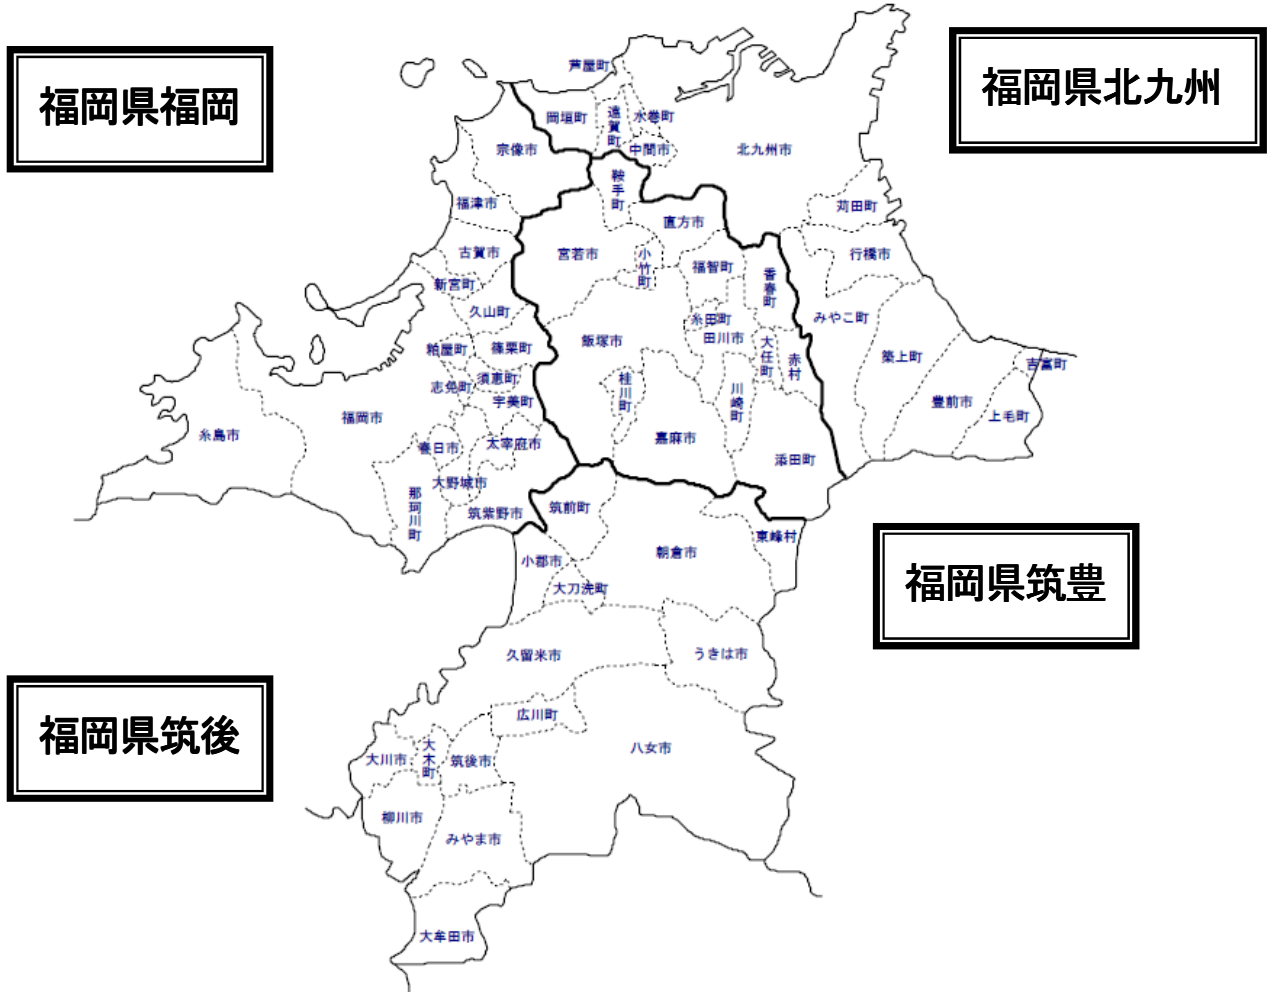 福岡県福岡
福岡県北九州
芦屋町
岡垣町
遠賀町
水巻町
中間市
北九州市
宗像市
鞍手町
福津市
直方市
苅田町
古賀市
宮若市
小竹町
福智町
香春町
行橋市
新宮町
久山町
糸田町
みやこ町
粕屋町
篠栗町
飯塚市
田川市
大任町
赤村
築上町
吉富町
志免町
須恵町
宇美町
桂川町
川崎町
豊前市
上毛町
糸島市
福岡市
春日市
太宰府市
嘉麻市
添田町
大野城市
那珂川町
筑紫野市
筑前町
朝倉市
東峰村
小郡市
大刀洗町
福岡県筑豊
久留米市
うきは市
福岡県筑後
広川町
大川市
大木町
筑後市
八女市
柳川市
みやま市
大牟田市